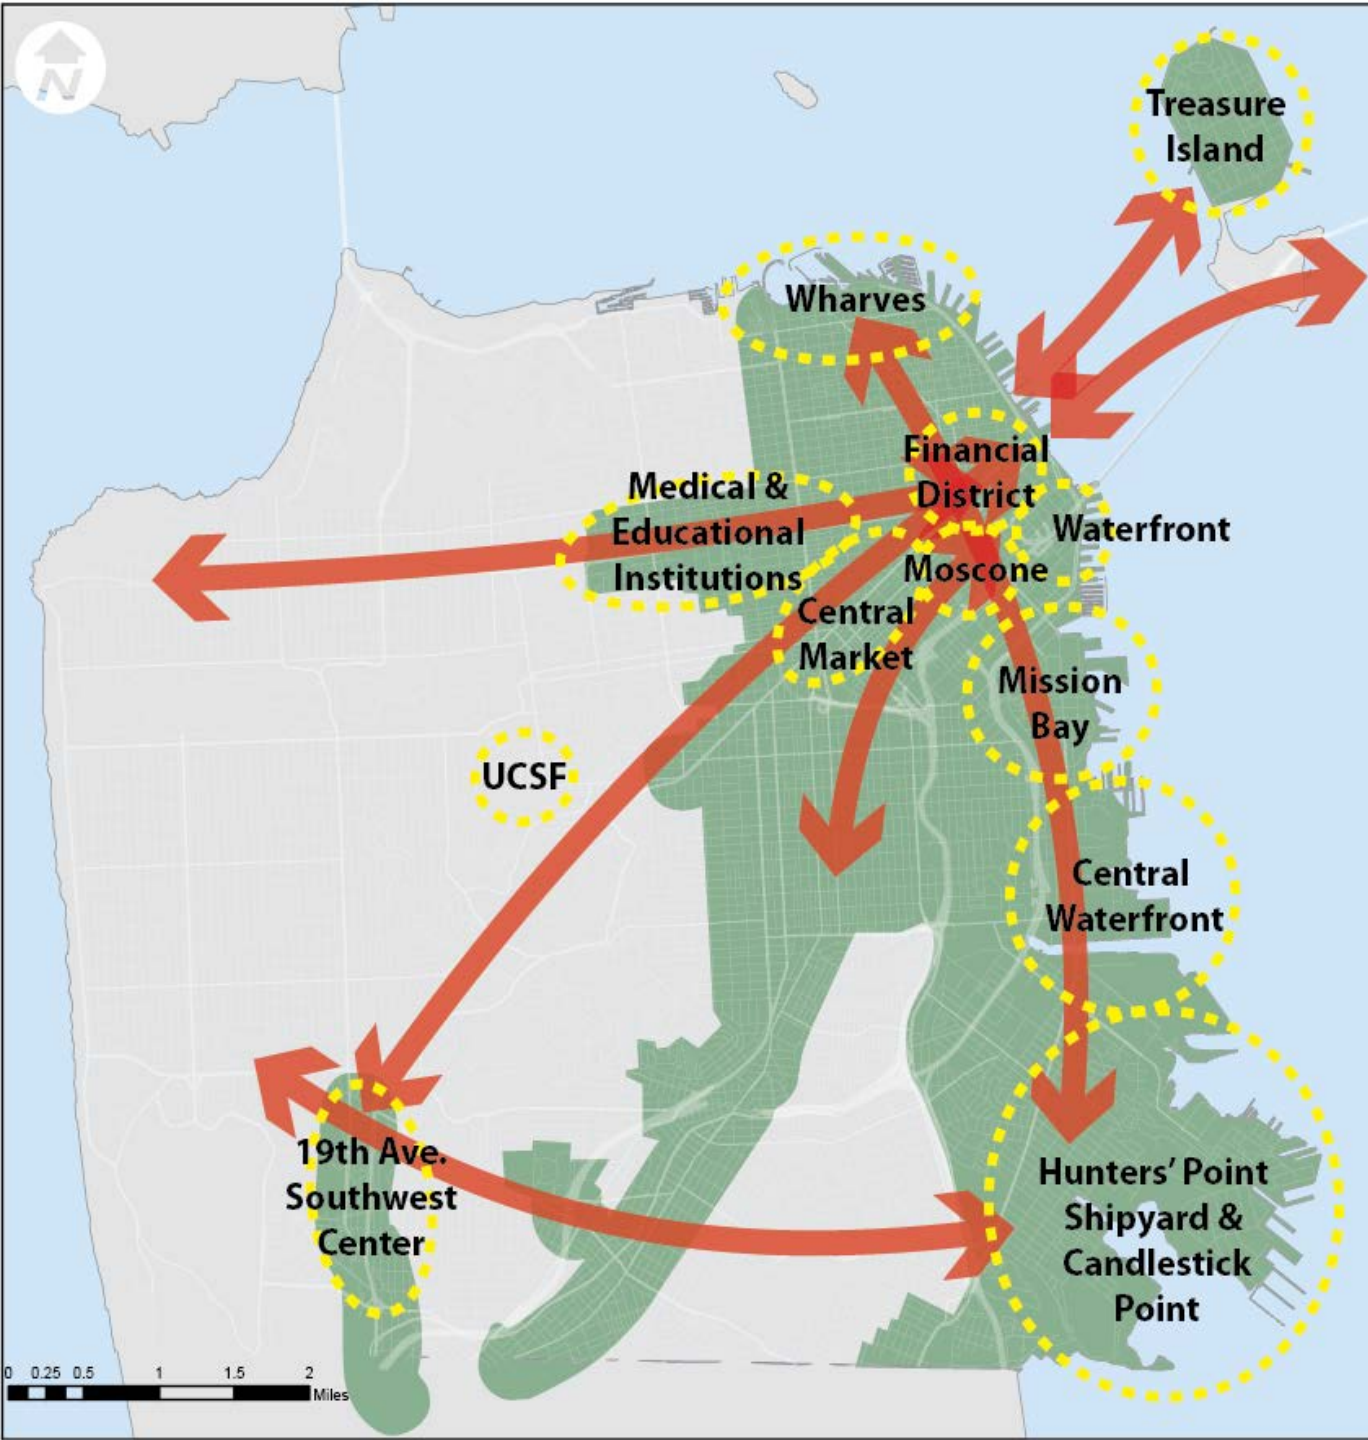 N
Treasure
Island
Wharves
Financial
District
Medical &
Educational
Institutions
Waterfront
Moscone
Central
Market
Mission
Bay
UCSF
Central
Waterfront
19th Ave.
Southwest
Center
Hunters’ Point
Shipyard &
Candlestick
Point
0 0.25 0.5 1 1.5 2
Miles